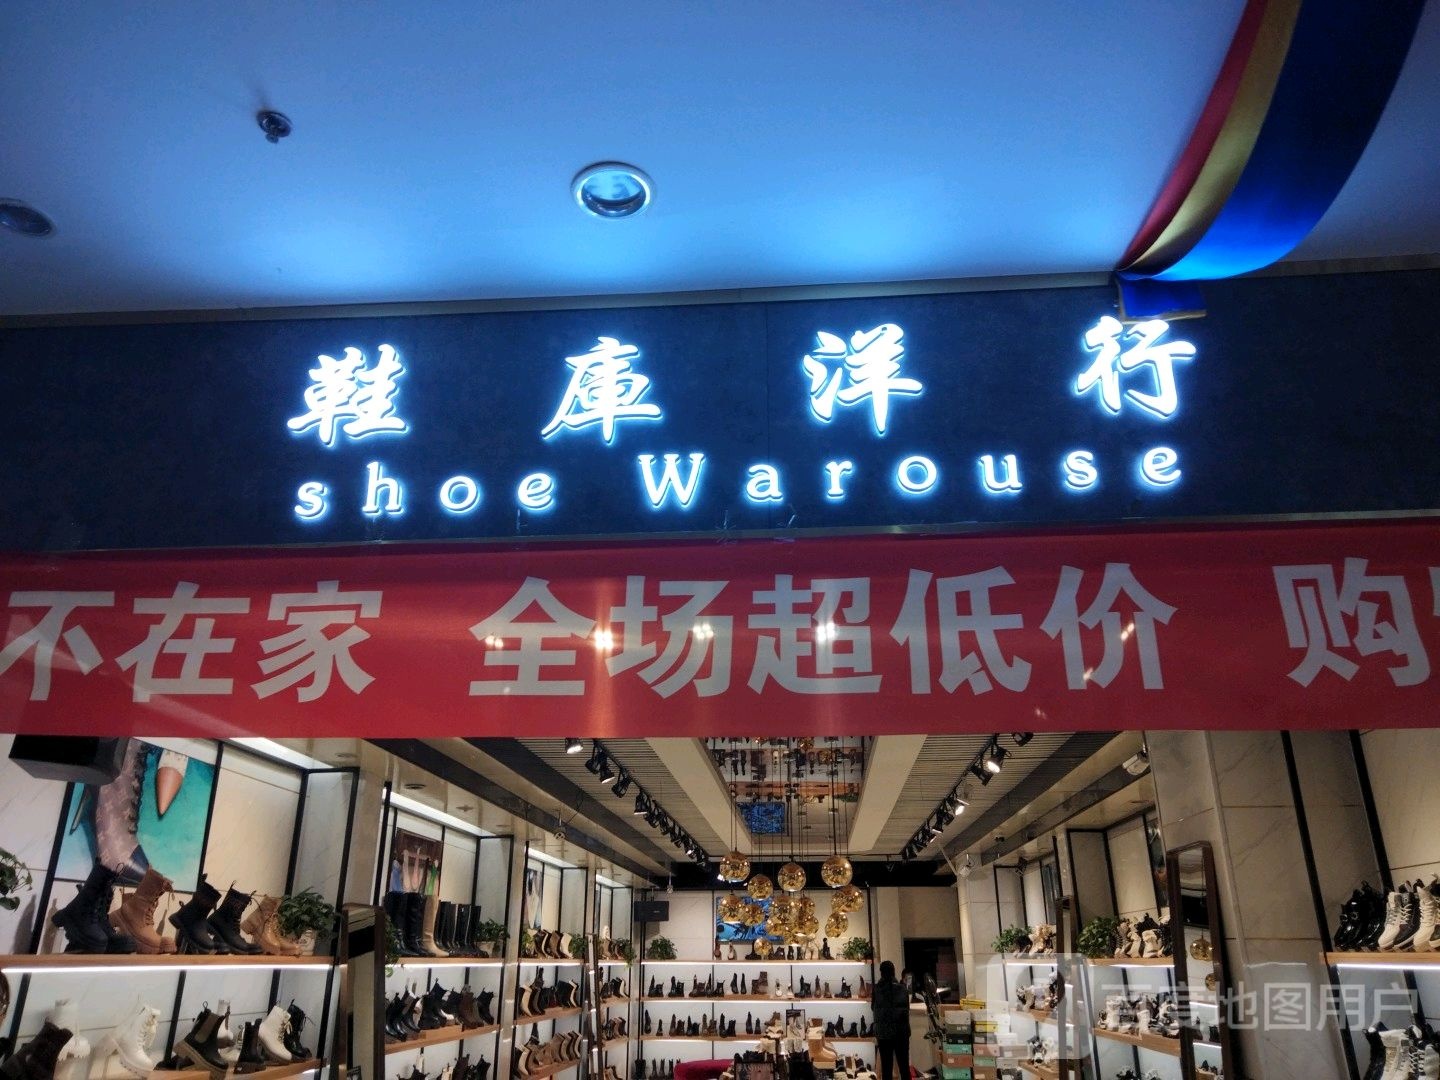 鞋庫洋行
shoe Warouse
不在家 全场超低价 购
百度地图用户